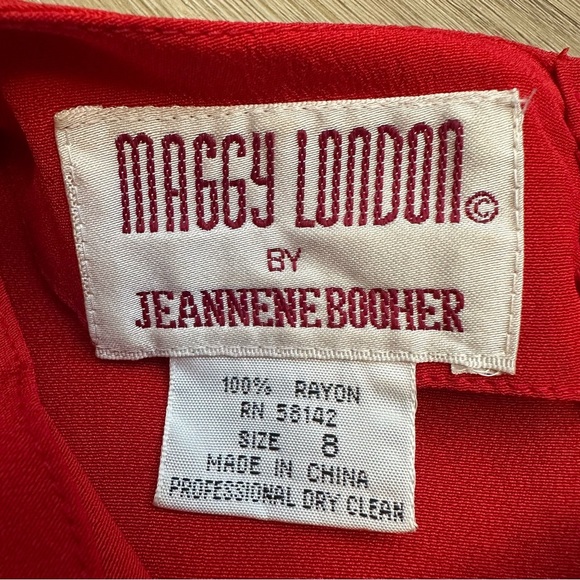 MAGGY LONDON©
BY
JEANNENE BOOHER
100% RAYON
RN 58142
SIZE 8
MADE IN CHINA
PROFESSIONAL DRY CLEAN